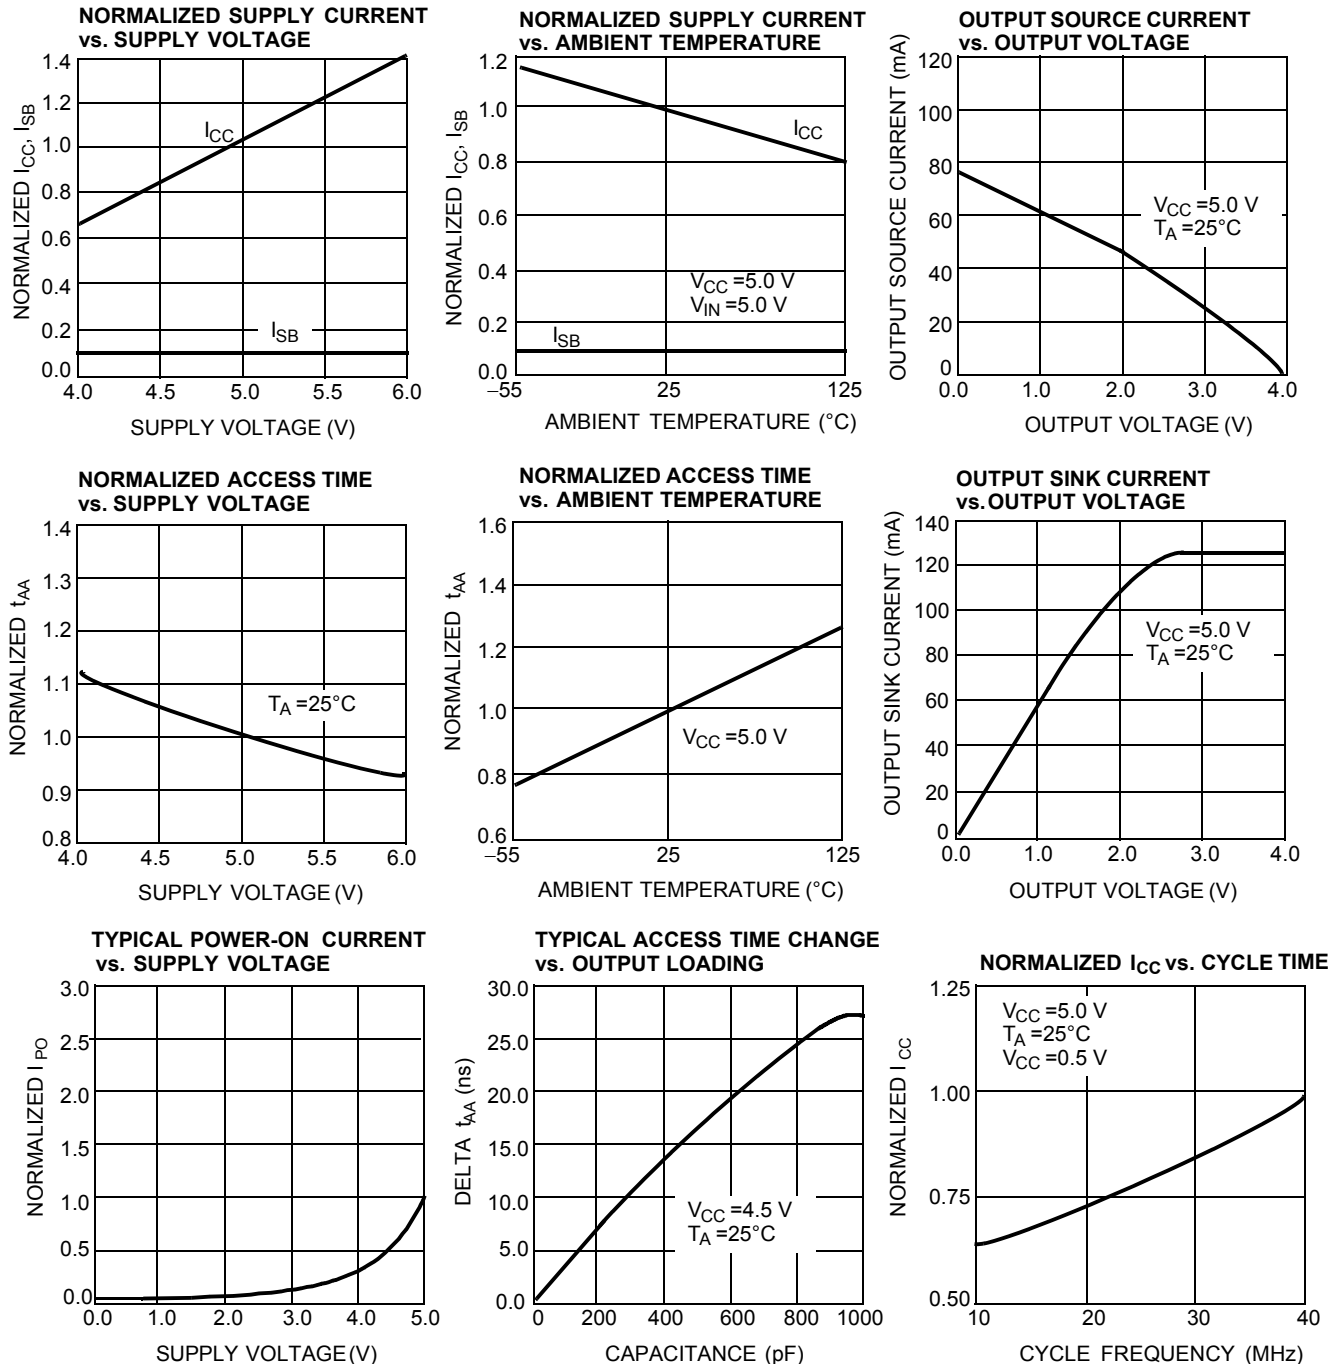 NORMALIZED SUPPLY CURRENT
vs. SUPPLY VOLTAGE
1.4
1.2
1.0
0.8
0.6
0.4
0.2
0.0
NORMALIZED ICC, ISB
ICC
ISB
4.0 4.5 5.0 5.5 6.0
SUPPLY VOLTAGE (V)
NORMALIZED SUPPLY CURRENT
vs. AMBIENT TEMPERATURE
1.2
1.0
0.8
0.6
0.4
0.2
0.0
NORMALIZED ICC, ISB
ICC
VCC =5.0 V
VIN =5.0 V
ISB
–55 25 125
AMBIENT TEMPERATURE (°C)
OUTPUT SOURCE CURRENT
vs. OUTPUT VOLTAGE
120
100
80
60
40
20
0
OUTPUT SOURCE CURRENT (mA)
VCC =5.0 V
TA =25°C
0.0 1.0 2.0 3.0 4.0
OUTPUT VOLTAGE (V)
NORMALIZED ACCESS TIME
vs. SUPPLY VOLTAGE
1.4
1.3
1.2
1.1
1.0
0.9
0.8
NORMALIZED tAA
TA =25°C
4.0 4.5 5.0 5.5 6.0
SUPPLY VOLTAGE (V)
NORMALIZED ACCESS TIME
vs. AMBIENT TEMPERATURE
1.6
1.4
1.2
1.0
0.8
0.6
NORMALIZED tAA
VCC =5.0 V
–55 25 125
AMBIENT TEMPERATURE (°C)
OUTPUT SINK CURRENT
vs. OUTPUT VOLTAGE
140
120
100
80
60
40
20
0
OUTPUT SINK CURRENT (mA)
VCC =5.0 V
TA =25°C
0.0 1.0 2.0 3.0 4.0
OUTPUT VOLTAGE (V)
TYPICAL POWER-ON CURRENT
vs. SUPPLY VOLTAGE
3.0
2.5
2.0
1.5
1.0
0.5
0.0
NORMALIZED IPO
0.0 1.0 2.0 3.0 4.0 5.0
SUPPLY VOLTAGE (V)
TYPICAL ACCESS TIME CHANGE
vs. OUTPUT LOADING
30.0
25.0
20.0
15.0
10.0
5.0
0.0
DELTA tAA (ns)
VCC =4.5 V
TA =25°C
0 200 400 600 800 1000
CAPACITANCE (pF)
NORMALIZED ICC vs. CYCLE TIME
1.25
1.00
0.75
0.50
NORMALIZED ICC
VCC =5.0 V
TA =25°C
VCC =0.5 V
10 20 30 40
CYCLE FREQUENCY (MHz)